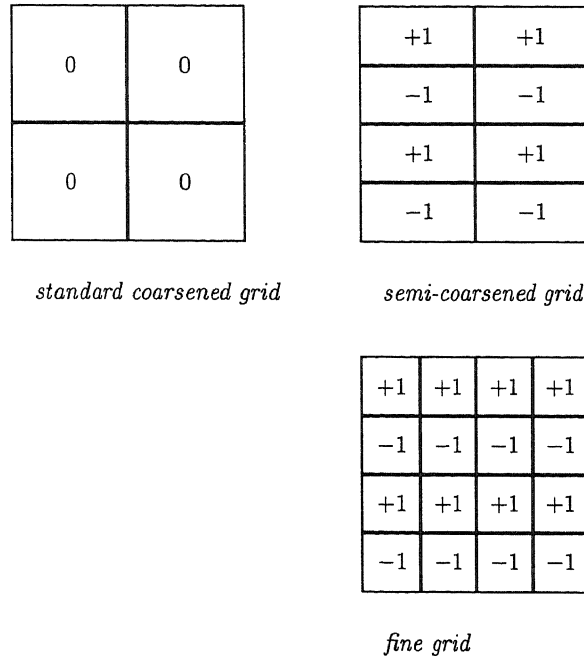 0 0
0 0
standard coarsened grid
+1 +1
−1 −1
+1 +1
−1 −1
semi-coarsened grid
+1 +1 +1 +1
−1 −1 −1 −1
+1 +1 +1 +1
−1 −1 −1 −1
fine grid